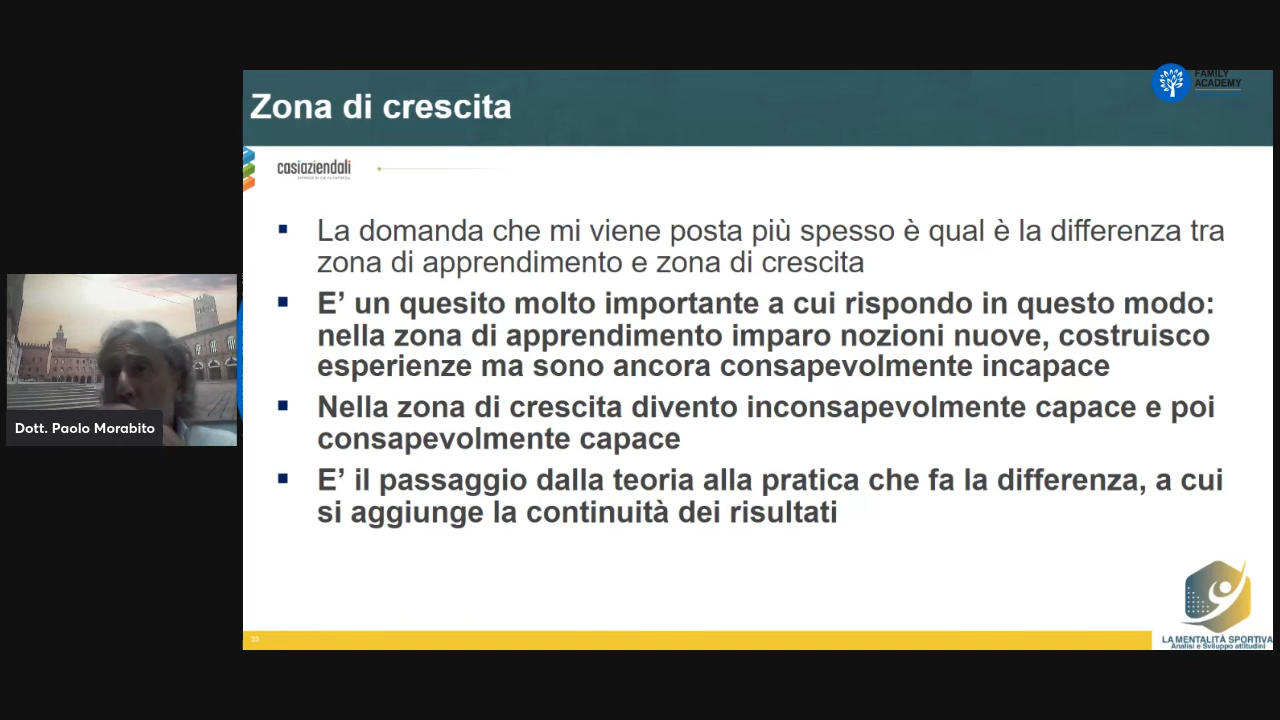 FAMILY
ACADEMY
Zona di crescita
casiaziendali
La domanda che mi viene posta più spesso è qual è la differenza tra
zona di apprendimento e zona di crescita
E' un quesito molto importante a cui rispondo in questo modo:
nella zona di apprendimento imparo nozioni nuove, costruisco
esperienze ma sono ancora consapevolmente incapace
Nella zona di crescita divento inconsapevolmente capace e poi
consapevolmente capace
E' il passaggio dalla teoria alla pratica che fa la differenza, a cui
si aggiunge la continuità dei risultati
Dott. Paolo Morabito
LA MENTALITÀ SPORTIVA
Analisi e Sviluppo attitudini